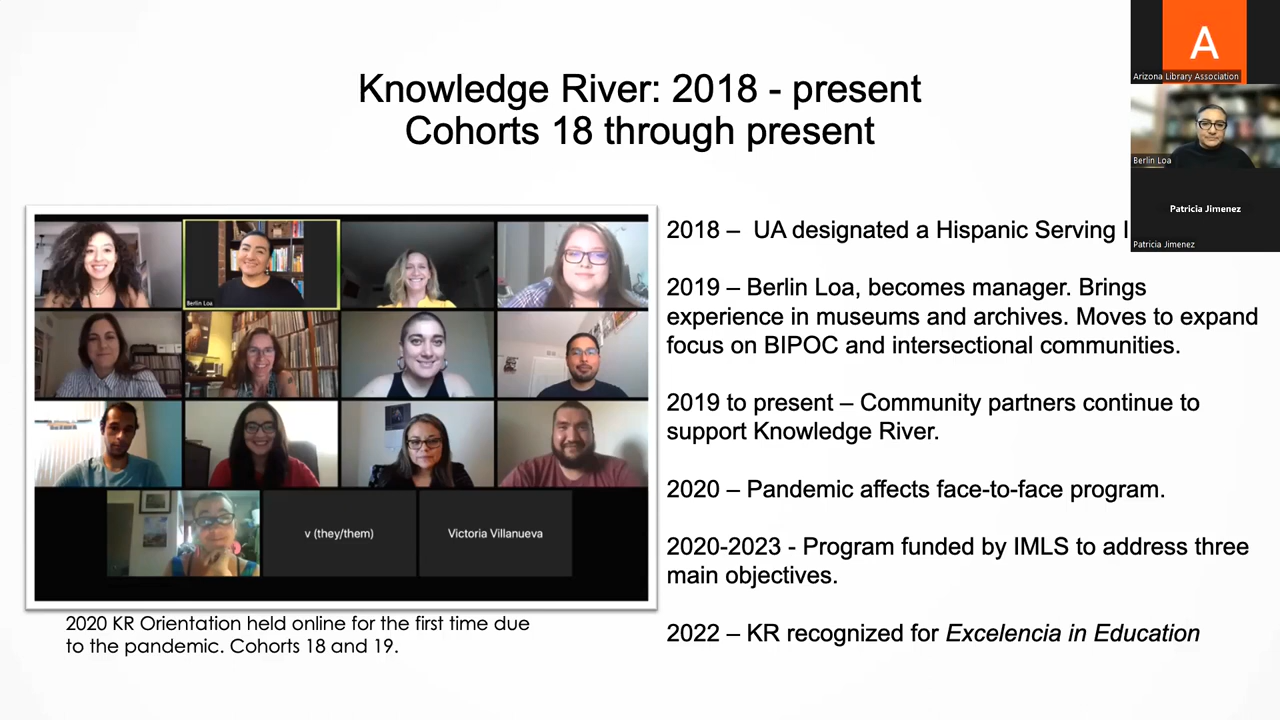 Knowledge River: 2018 - present
Cohorts 18 through present
A
Arizona Library Association
Berlin Loa
Patricia Jimenez
Patricia Jimenez
Berlin Loa
v (they/them)
Victoria Villanueva
2020 KR Orientation held online for the first time due
to the pandemic. Cohorts 18 and 19.
2018 – UA designated a Hispanic Serving
2019 – Berlin Loa, becomes manager. Brings
experience in museums and archives. Moves to expand
focus on BIPOC and intersectional communities.
2019 to present – Community partners continue to
support Knowledge River.
2020 – Pandemic affects face-to-face program.
2020-2023 - Program funded by IMLS to address three
main objectives.
2022 – KR recognized for Excelencia in Education